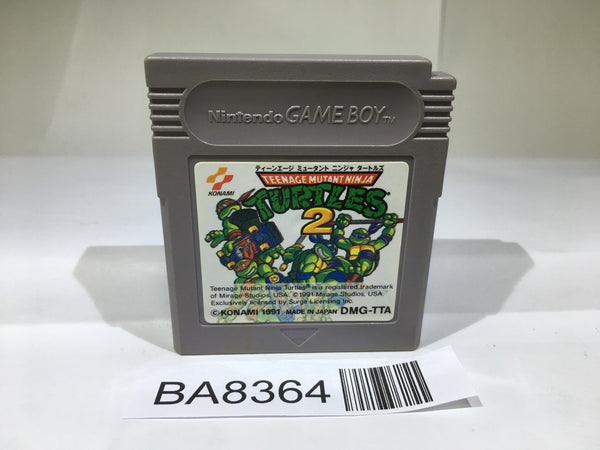 Nintendo GAME BOY TM
ティーンエージ ミュータント ニンジャ タートルズ
KONAMI
TEENAGE MUTANT NINJA
TURTLES
2
Teenage Mutant Ninja Turtles® is a registered trademark
of Mirage Studios, USA. ©1991 Mirage Studios, USA.
Exclusively licensed by Surge Licensing Inc.
©KONAMI 1991 MADE IN JAPAN DMG-TTA
BA8364